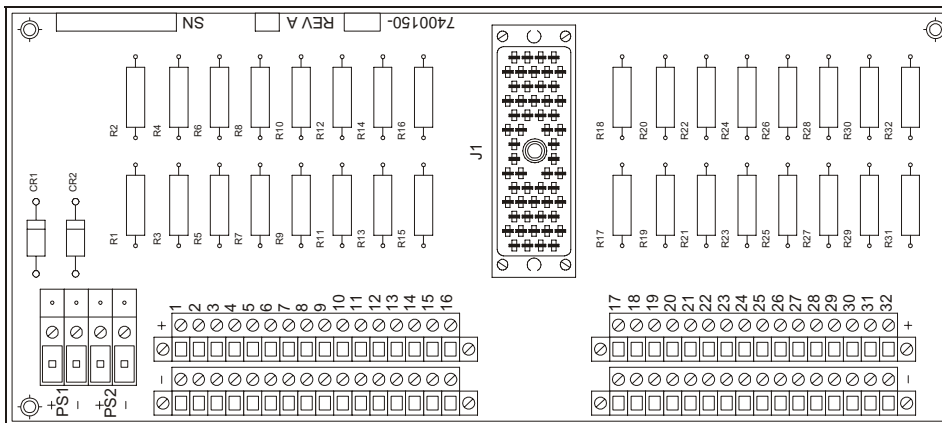 7400150-
REV A
SN
R2 R4 R6 R8 R10 R12 R14 R16
R18 R20 R22 R24 R26 R28 R30 R32
J1
CR1 CR2
R1 R3 R5 R7 R9 R11 R13 R15
R17 R19 R21 R23 R25 R27 R29 R31
1 2 3 4 5 6 7 8 9 10 11 12 13 14 15 16
17 18 19 20 21 22 23 24 25 26 27 28 29 30 31 32
+ +
- -
+ - + -
PS1 PS2